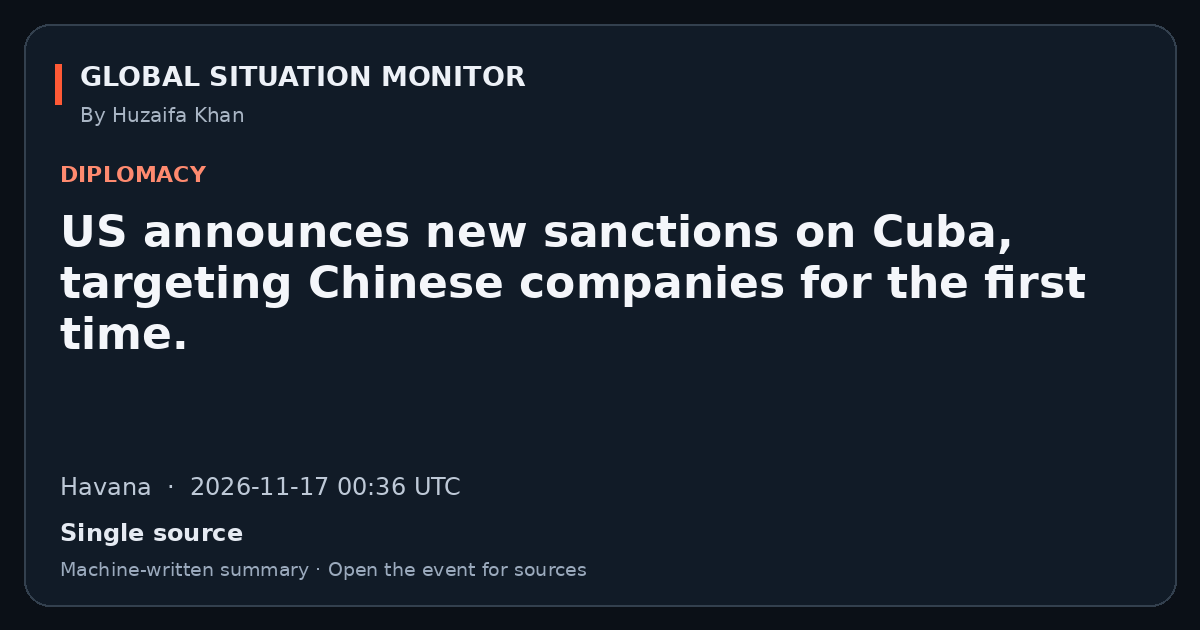 GLOBAL SITUATION MONITOR
By Huzaifa Khan
DIPLOMACY
US announces new sanctions on Cuba,
targeting Chinese companies for the first
time.
Havana · 2026-11-17 00:36 UTC
Single source
Machine-written summary · Open the event for sources